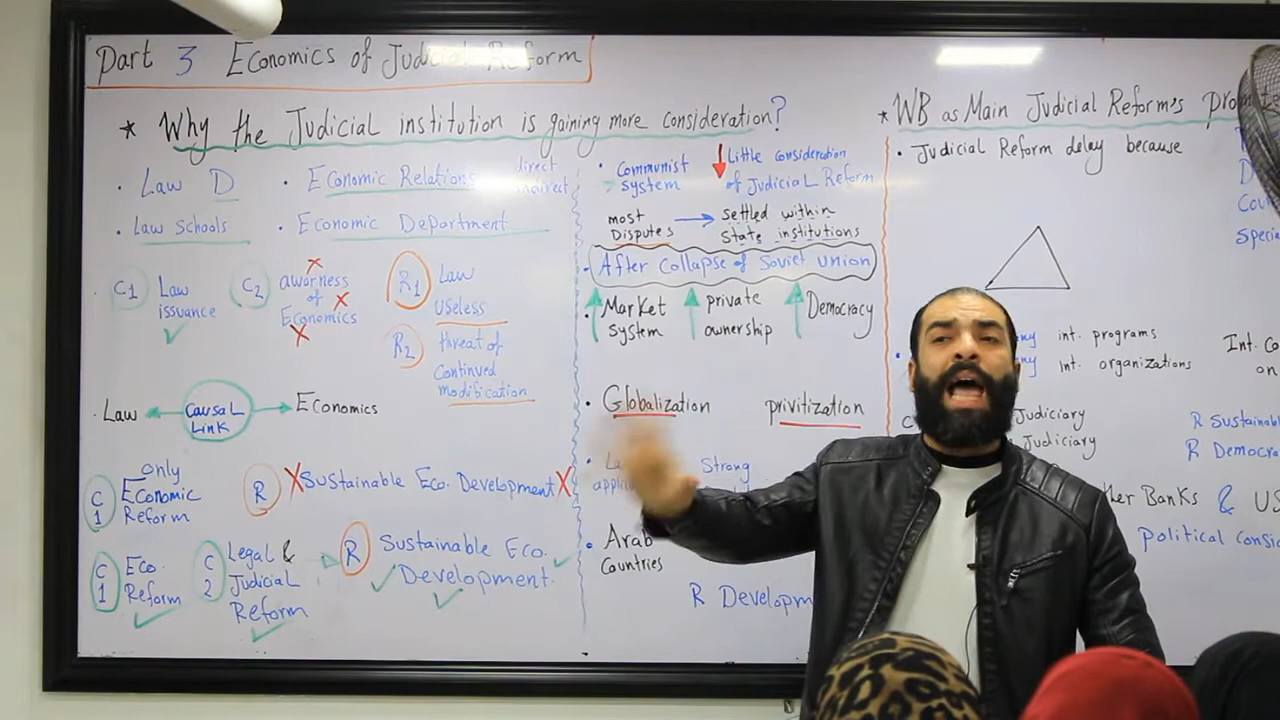 Part 3 Economics of Judicial Reform
* Why the Judicial institution is gaining more consideration?
· Law D
· Economic Relations direct
indirect
· Law Schools
· Economic Department
C1 Law
issuance
C2 awarness
of
Economics
R1 Law
useless
R2 threat of
Continued
modification
· Law Causal Link Economics
C1 only
Economic
Reform
R X Sustainable Eco. Development X
C1 Eco.
Reform
C2 Legal &
Judicial
Reform
R Sustainable Eco.
Development.
· Communist
system
Little consideration
of Judicial Reform
most
Disputes
settled within
State institutions
· After collapse of Soviet union
· Market
system
private
ownership
Democracy
· Globalization privitization
Strong
· Arab
Countries
R
* WB as Main Judicial Reform's
· Judicial Reform delay because
int. programs
int. organizations
Judiciary
Judiciary
Banks &
Int.
on
R
R
Political